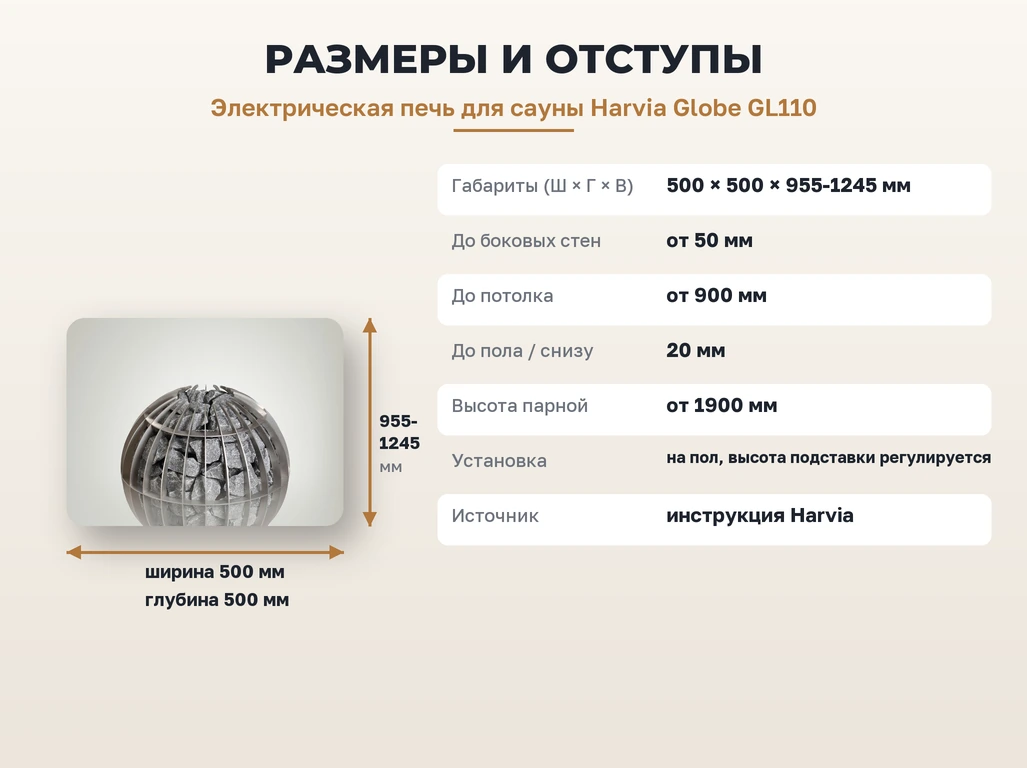 РАЗМЕРЫ И ОТСТУПЫ
Электрическая печь для сауны Harvia Globe GL110
Габариты (Ш × Г × В) 500 × 500 × 955-1245 мм
До боковых стен от 50 мм
До потолка от 900 мм
До пола / снизу 20 мм
Высота парной от 1900 мм
Установка на пол, высота подставки регулируется
Источник инструкция Harvia
955-
1245
мм
ширина 500 мм
глубина 500 мм